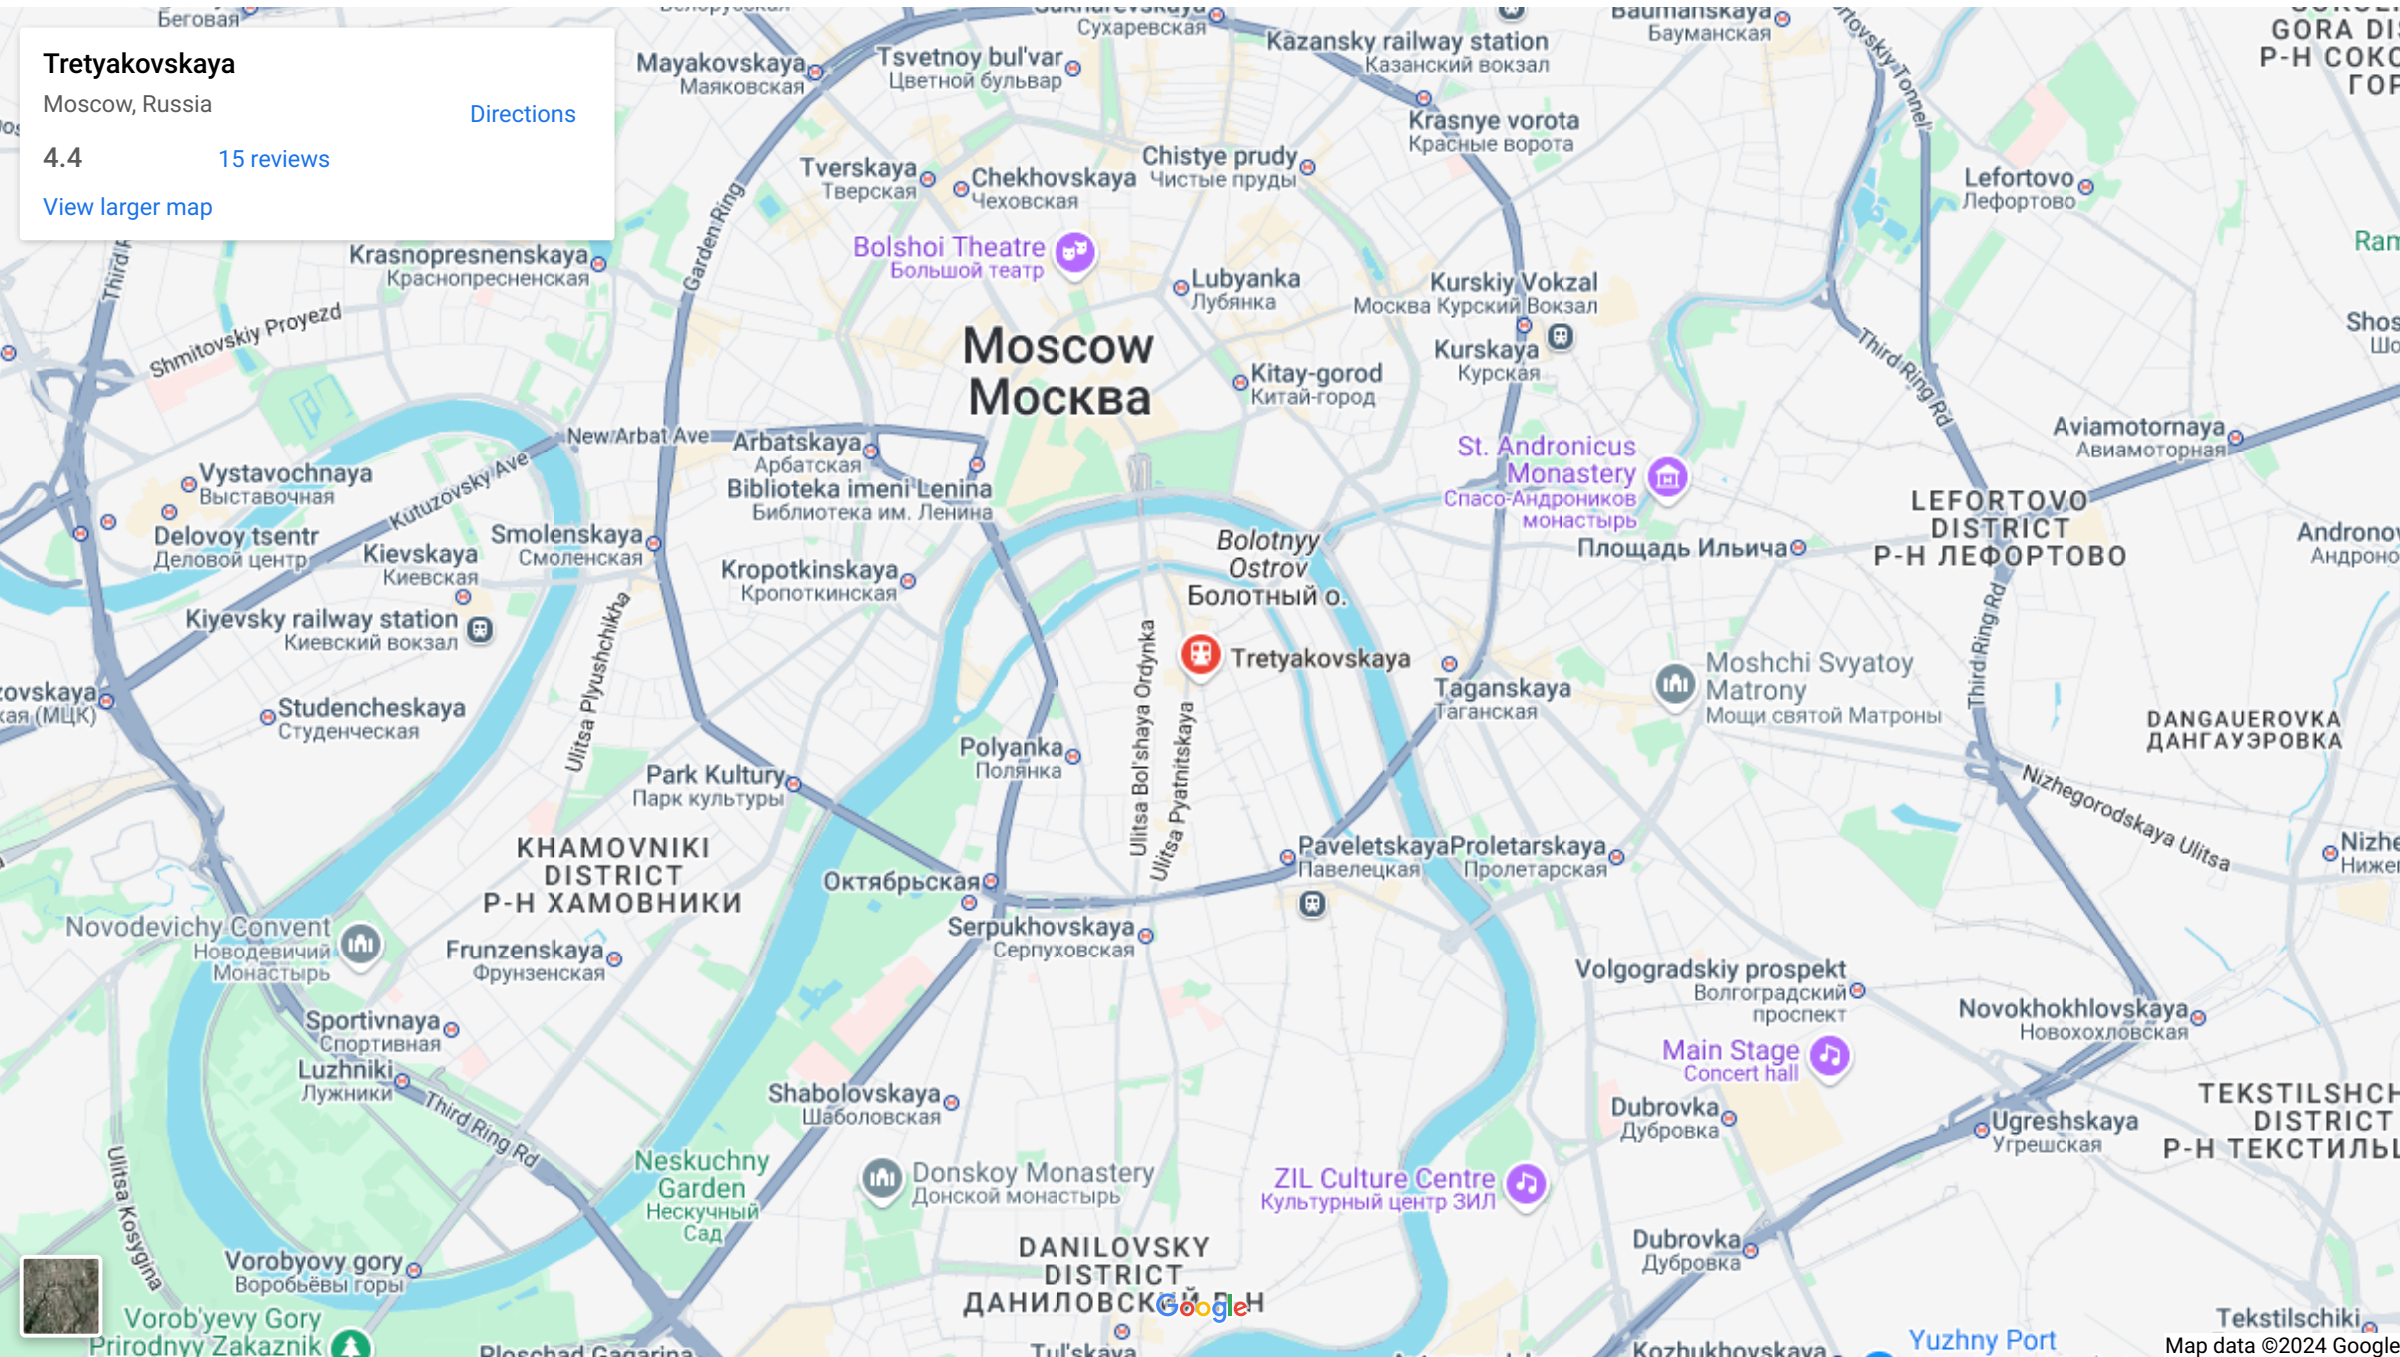 Беговая
Сухаревская
Бауманская
Tretyakovskaya
Moscow, Russia
Directions
4.4
15 reviews
View larger map
Mayakovskaya
Маяковская
Tsvetnoy bul'var
Цветной бульвар
Kazansky railway station
Казанский вокзал
Krasnye vorota
Красные ворота
Chistye prudy
Чистые пруды
Tverskaya
Тверская
Chekhovskaya
Чеховская
Lefortovo
Лефортово
Garden Ring
Bolshoi Theatre
Большой театр
Krasnopresnenskaya
Краснопресненская
Lubyanka
Лубянка
Kurskiy Vokzal
Москва Курский Вокзал
Shmitovskiy Proyezd
Moscow
Москва
Kurskaya
Курская
Third Ring Rd
Kitay-gorod
Китай-город
New Arbat Ave
Arbatskaya
Арбатская
St. Andronicus
Monastery
Спасо-Андроников
монастырь
Aviamotornaya
Авиамоторная
Vystavochnaya
Выставочная
Kutuzovsky Ave
Biblioteka imeni Lenina
Библиотека им. Ленина
LEFORTOVO
DISTRICT
Р-Н ЛЕФОРТОВО
Delovoy tsentr
Деловой центр
Smolenskaya
Смоленская
Kievskaya
Киевская
Bolotnyy
Ostrov
Болотный о.
Площадь Ильича
Kropotkinskaya
Кропоткинская
Kiyevsky railway station
Киевский вокзал
Ulitsa Plyushchikha
Ulitsa Bol'shaya Ordynka
Tretyakovskaya
Third Ring Rd
Moshchi Svyatoy
Matrony
Мощи святой Матроны
Taganskaya
Таганская
Studencheskaya
Студенческая
DANGAUEROVKA
ДАНГАУЭРОВКА
Polyanka
Полянка
Ulitsa Pyatnitskaya
Park Kultury
Парк культуры
Nizhegorodskaya Ulitsa
KHAMOVNIKI
DISTRICT
Р-Н ХАМОВНИКИ
Paveletskaya
Павелецкая
Proletarskaya
Пролетарская
Октябрьская
Serpukhovskaya
Серпуховская
Novodevichy Convent
Новодевичий
Монастырь
Frunzenskaya
Фрунзенская
Volgogradskiy prospekt
Волгоградский
проспект
Novokhokhlovskaya
Новохохловская
Sportivnaya
Спортивная
Luzhniki
Лужники
Main Stage
Concert hall
Third Ring Rd
Shabolovskaya
Шаболовская
Dubrovka
Дубровка
Ugreshskaya
Угрешская
DISTRICT
Ulitsa Kosygina
Neskuchny
Garden
Нескучный
Сад
Donskoy Monastery
Донской монастырь
ZIL Culture Centre
Культурный центр ЗИЛ
Vorobyovy gory
Воробьёвы горы
DANILOVSKY
DISTRICT
ДАНИЛОВСКИЙ Р-Н
Google
Dubrovka
Дубровка
Vorob'yevy Gory
Prirodnyy Zakaznik
Tekstilschiki
Yuzhny Port
Map data ©2024 Google